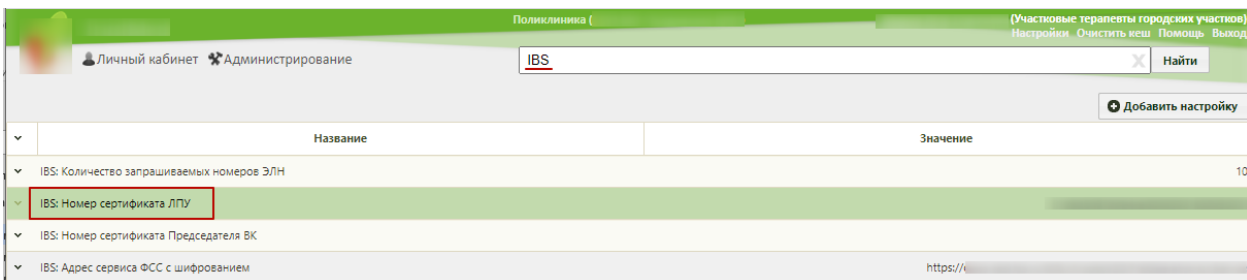 Поликлиника (
(Участковые терапевты городских участков)
Настройки Очистить кеш Помощь Выход
Личный кабинет Администрирование
IBS
X Найти
Добавить настройку
Название Значение
IBS: Количество запрашиваемых номеров ЭЛН 10
IBS: Номер сертификата ЛПУ
IBS: Номер сертификата Председателя ВК
IBS: Адрес сервиса ФСС с шифрованием https://